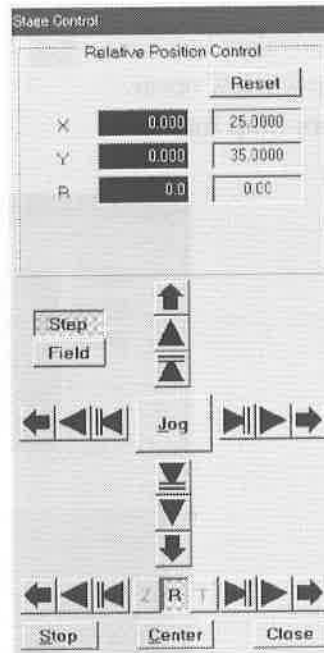 Stage Control
Relative Position Control
Reset
X 0.000 25.0000
Y 0.000 35.0000
R 0.0 0.00
Step
Field
Jog
Z R T
Stop Center Close